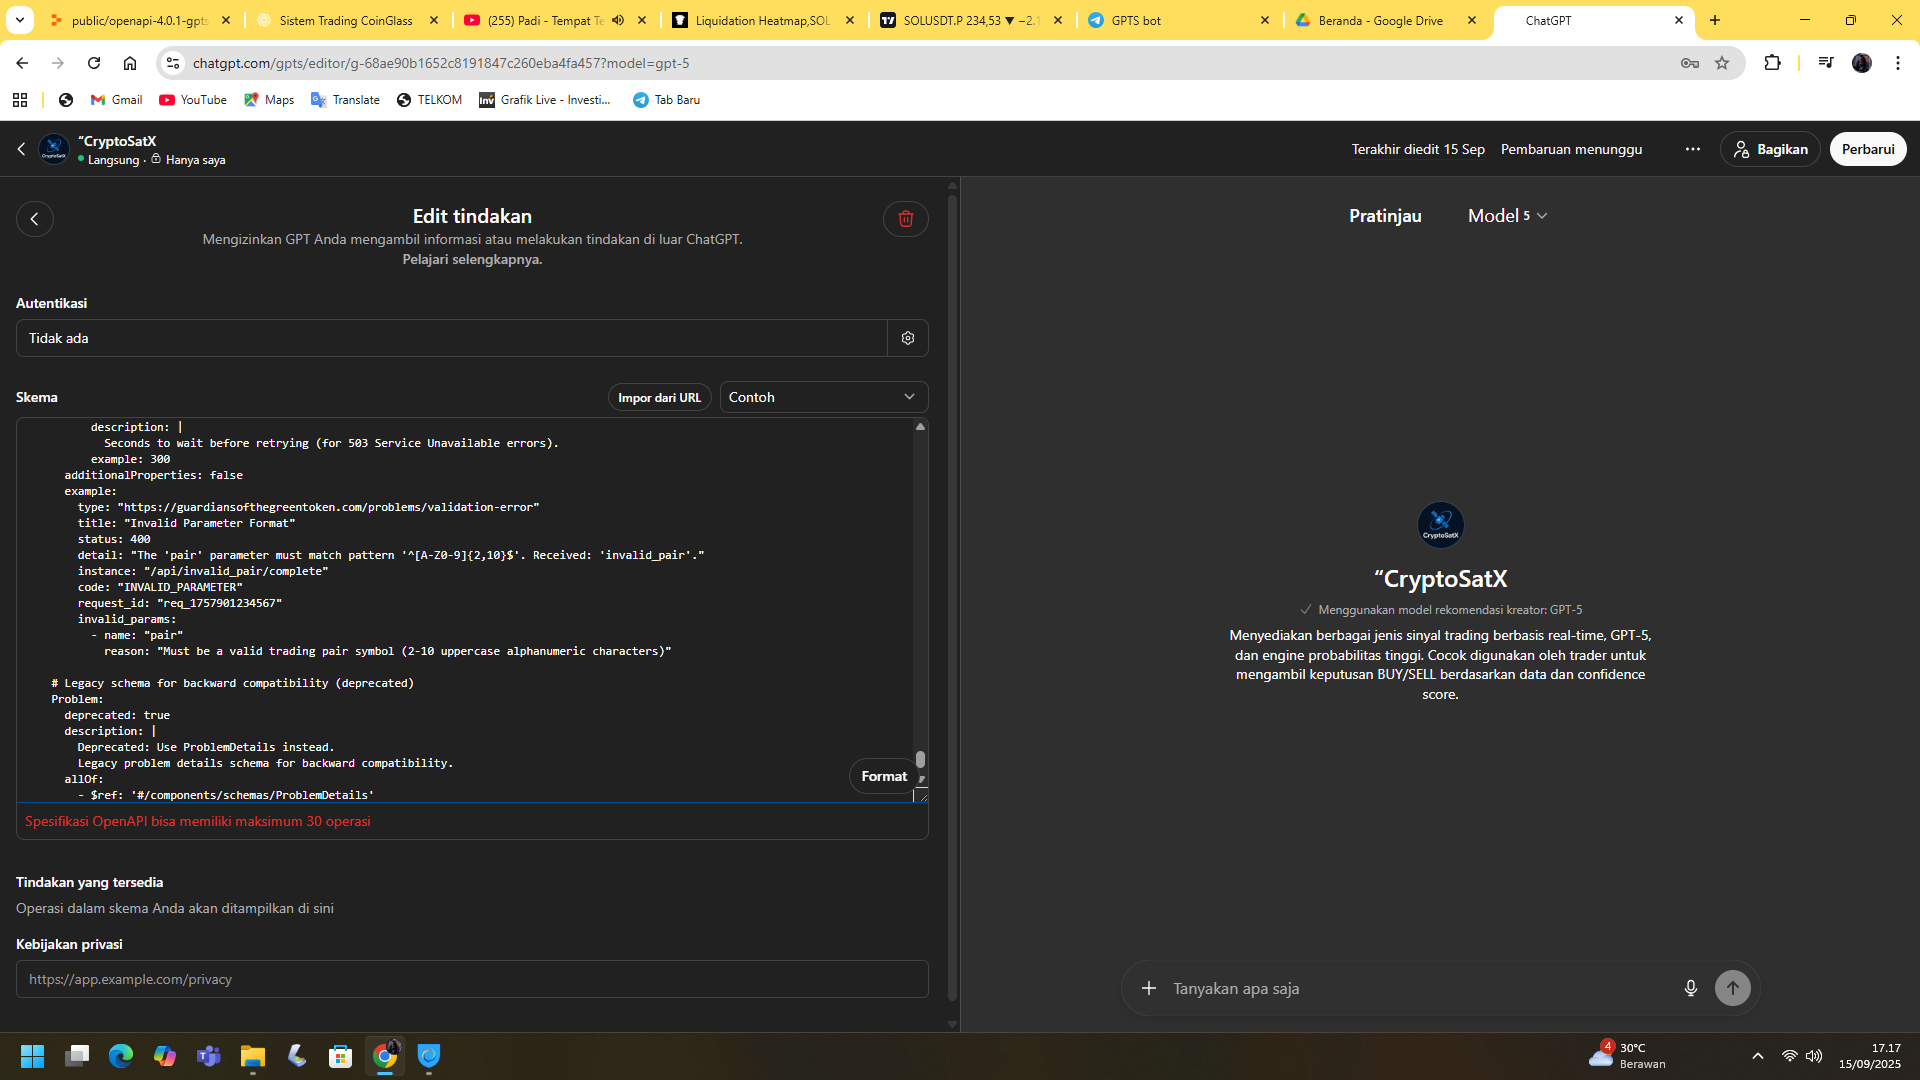 public/openapi-4.0.1-gpts
Sistem Trading CoinGlass
(255) Padi - Tempat Te
Liquidation Heatmap,SOL
SOLUSDT.P 234,53 ▼ −2.1
GPTS bot
Beranda - Google Drive
ChatGPT
chatgpt.com/gpts/editor/g-68ae90b1652c8191847c260eba4fa457?model=gpt-5
Gmail
YouTube
Maps
Translate
TELKOM
Inv
Grafik Live - Investi...
Tab Baru
“CryptoSatX
Langsung · Hanya saya
Terakhir diedit 15 Sep
Pembaruan menunggu
Bagikan
Perbarui
Edit tindakan
Mengizinkan GPT Anda mengambil informasi atau melakukan tindakan di luar ChatGPT.
Pelajari selengkapnya.
Autentikasi
Tidak ada
Skema
Impor dari URL
Contoh
description: |
Seconds to wait before retrying (for 503 Service Unavailable errors).
example: 300
additionalProperties: false
example:
type: "https://guardiansofthegreentoken.com/problems/validation-error"
title: "Invalid Parameter Format"
status: 400
detail: "The 'pair' parameter must match pattern '^[A-Z0-9]{2,10}$'. Received: 'invalid_pair'."
instance: "/api/invalid_pair/complete"
code: "INVALID_PARAMETER"
request_id: "req_1757901234567"
invalid_params:
- name: "pair"
reason: "Must be a valid trading pair symbol (2-10 uppercase alphanumeric characters)"
# Legacy schema for backward compatibility (deprecated)
Problem:
deprecated: true
description: |
Deprecated: Use ProblemDetails instead.
Legacy problem details schema for backward compatibility.
allOf:
- $ref: '#/components/schemas/ProblemDetails'
Format
Spesifikasi OpenAPI bisa memiliki maksimum 30 operasi
Tindakan yang tersedia
Operasi dalam skema Anda akan ditampilkan di sini
Kebijakan privasi
https://app.example.com/privacy
Pratinjau
Model 5
CryptoSatX
“CryptoSatX
Menggunakan model rekomendasi kreator: GPT-5
Menyediakan berbagai jenis sinyal trading berbasis real-time, GPT-5,
dan engine probabilitas tinggi. Cocok digunakan oleh trader untuk
mengambil keputusan BUY/SELL berdasarkan data dan confidence
score.
Tanyakan apa saja
4
30°C
Berawan
17.17
15/09/2025